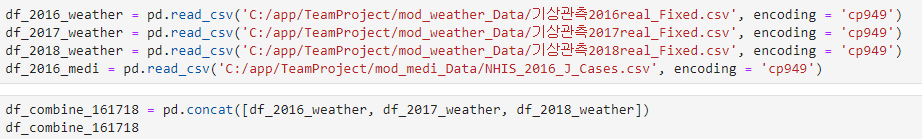 df_2016_weather = pd.read_csv('C:/app/TeamProject/mod_weather_Data/기상관측2016real_Fixed.csv', encoding = 'cp949')
df_2017_weather = pd.read_csv('C:/app/TeamProject/mod_weather_Data/기상관측2017real_Fixed.csv', encoding = 'cp949')
df_2018_weather = pd.read_csv('C:/app/TeamProject/mod_weather_Data/기상관측2018real_Fixed.csv', encoding = 'cp949')
df_2016_medi = pd.read_csv('C:/app/TeamProject/mod_medi_Data/NHIS_2016_J_Cases.csv', encoding = 'cp949')
df_combine_161718 = pd.concat([df_2016_weather, df_2017_weather, df_2018_weather])
df_combine_161718